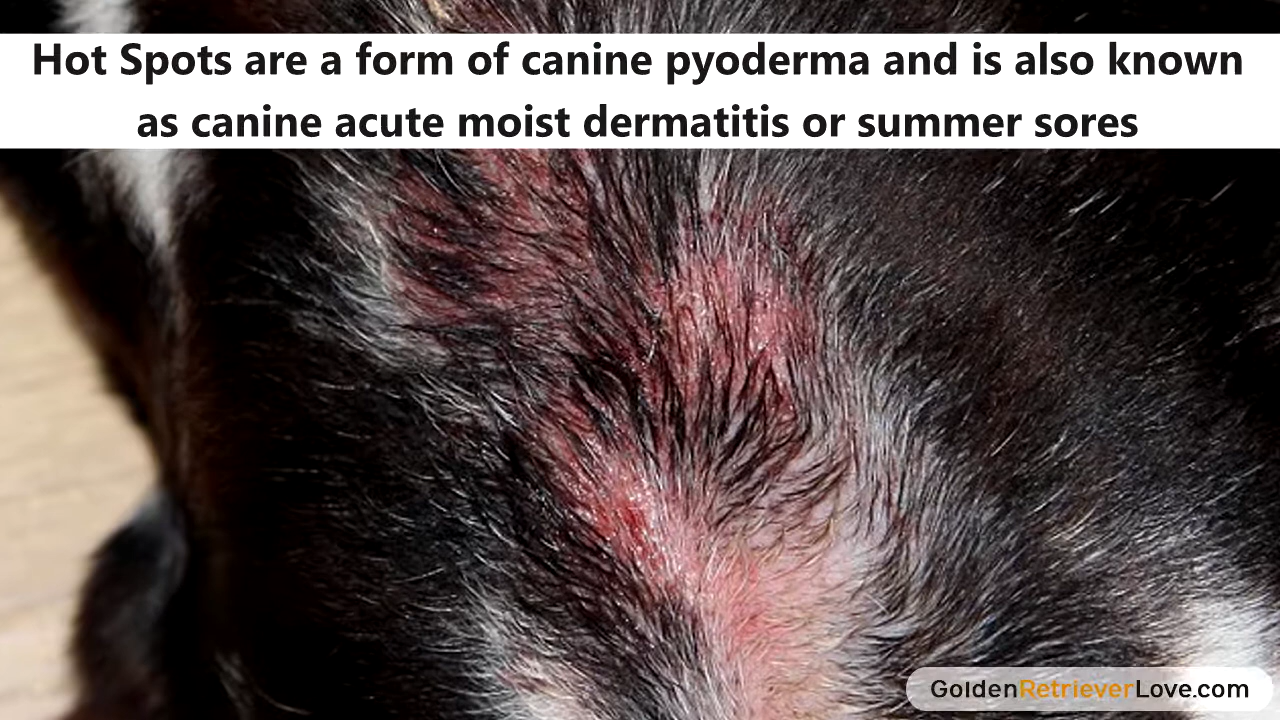 Hot Spots are a form of canine pyoderma and is also known
as canine acute moist dermatitis or summer sores
GoldenRetrieverLove.com